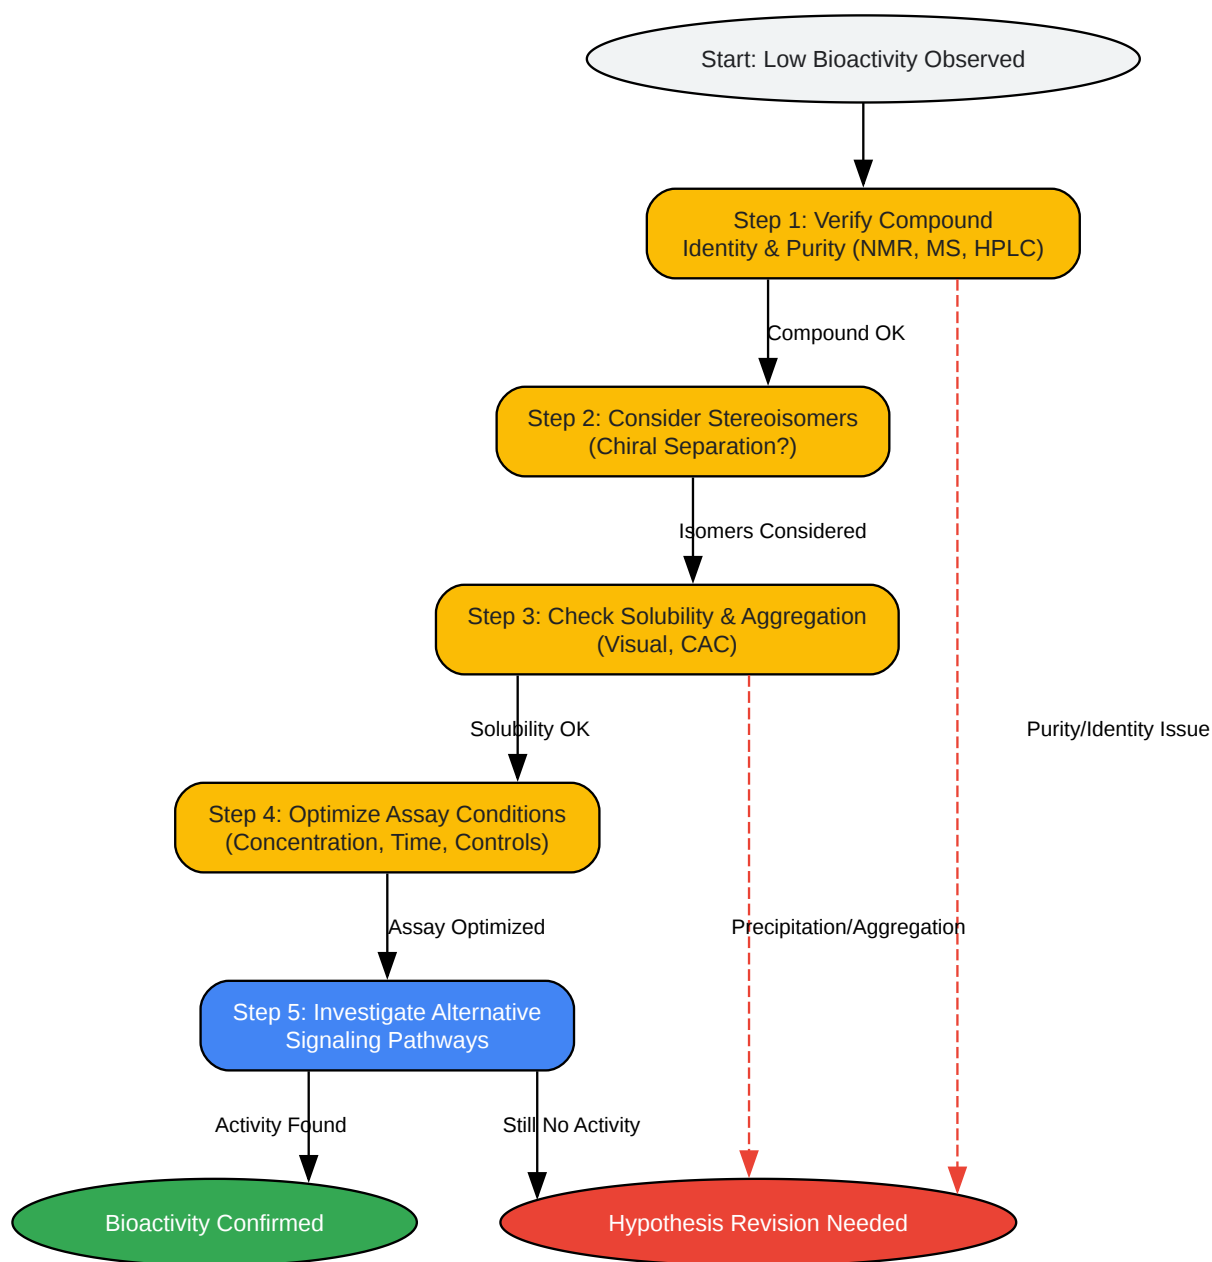 Start: Low Bioactivity Observed
Step 1: Verify Compound
Identity & Purity (NMR, MS, HPLC)
Compound OK
Step 2: Consider Stereoisomers
(Chiral Separation?)
Isomers Considered
Step 3: Check Solubility & Aggregation
(Visual, CAC)
Solubility OK
Purity/Identity Issue
Step 4: Optimize Assay Conditions
(Concentration, Time, Controls)
Assay Optimized
Precipitation/Aggregation
Step 5: Investigate Alternative
Signaling Pathways
Activity Found
Still No Activity
Bioactivity Confirmed
Hypothesis Revision Needed